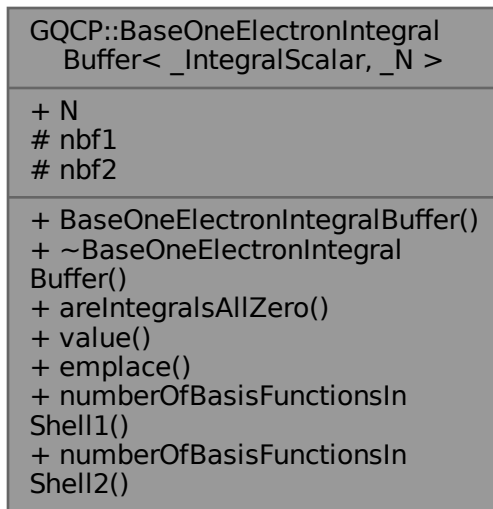 GQCP::BaseOneElectronIntegral
Buffer< _IntegralScalar, _N >
+ N
# nbf1
# nbf2
+ BaseOneElectronIntegralBuffer()
+ ~BaseOneElectronIntegral
Buffer()
+ areIntegralsAllZero()
+ value()
+ emplace()
+ numberOfBasisFunctionsIn
Shell1()
+ numberOfBasisFunctionsIn
Shell2()